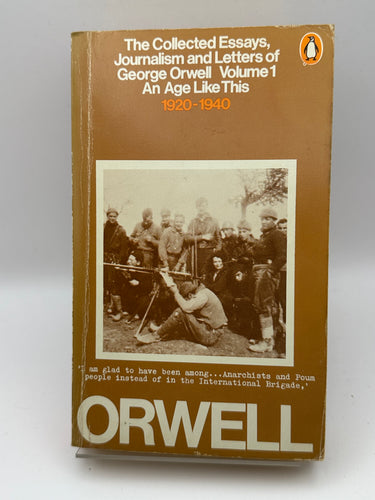 The Collected Essays,
Journalism and Letters of
George Orwell Volume 1
An Age Like This
1920-1940
'I am glad to have been among...Anarchists and Poum
people instead of in the International Brigade,'
ORWELL